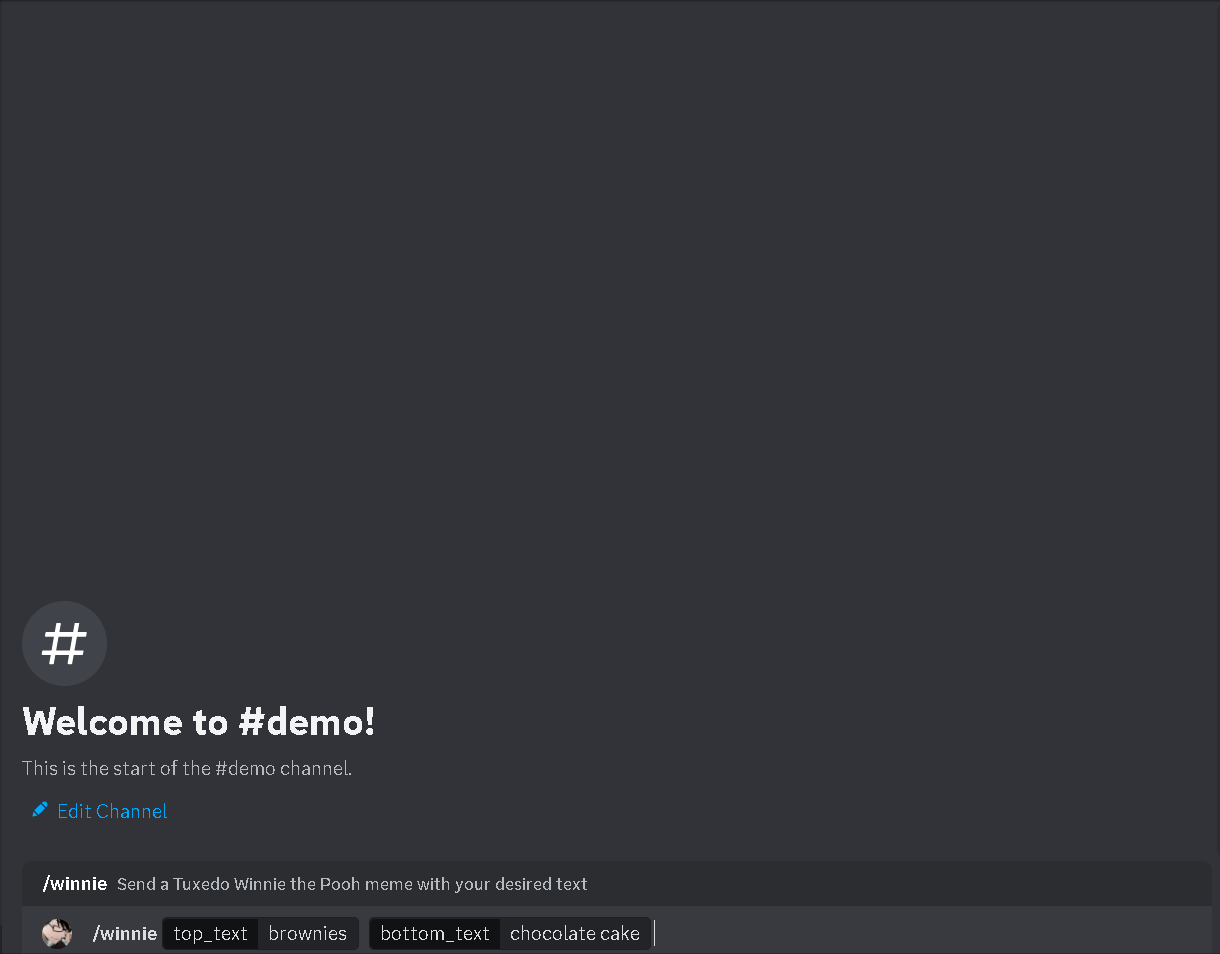 #
Welcome to #demo!
This is the start of the #demo channel.
Edit Channel
/winnie Send a Tuxedo Winnie the Pooh meme with your desired text
/winnie top_text brownies bottom_text chocolate cake